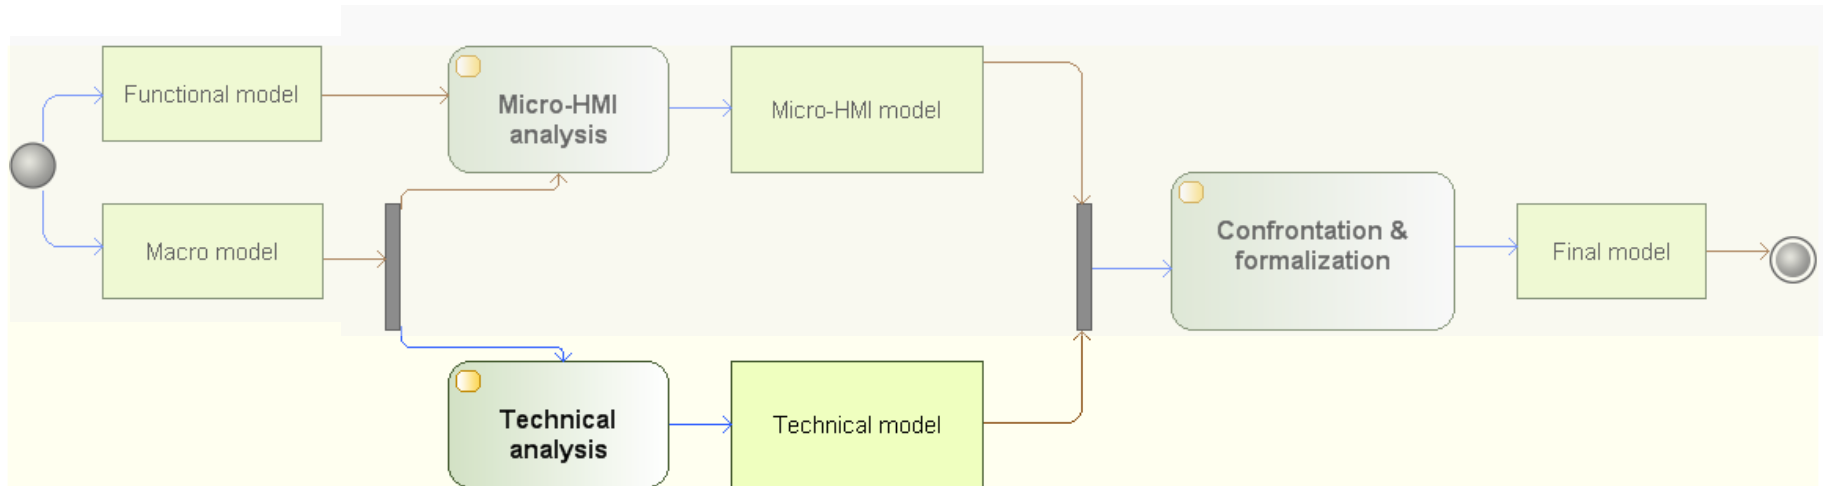 Functional model
Micro-HMI
analysis
Micro-HMI model
Macro model
Confrontation &
formalization
Final model
Technical
analysis
Technical model